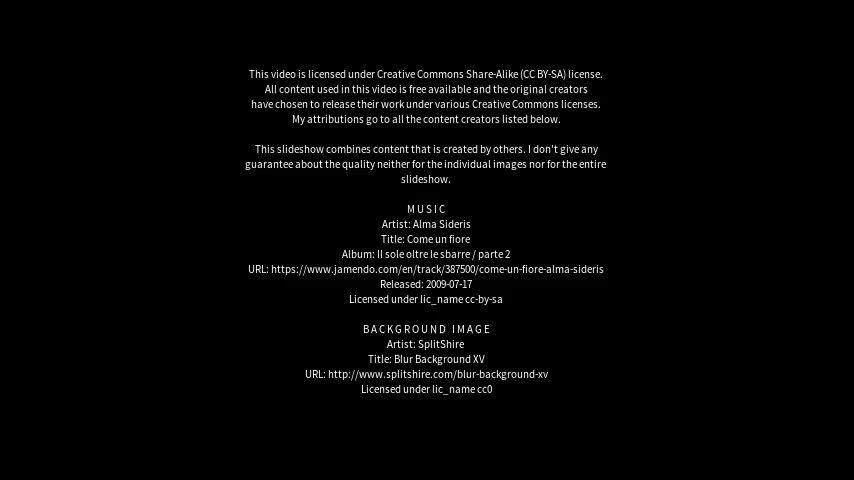 This video is licensed under Creative Commons Share-Alike (CC BY-SA) license.
All content used in this video is free available and the original creators
have chosen to release their work under various Creative Commons licenses.
My attributions go to all the content creators listed below.
This slideshow combines content that is created by others. I don't give any
guarantee about the quality neither for the individual images nor for the entire
slideshow.
MUSIC
Artist: Alma Sideris
Title: Come un fiore
Album: Il sole oltre le sbarre / parte 2
URL: https://www.jamendo.com/en/track/387500/come-un-fiore-alma-sideris
Released: 2009-07-17
Licensed under lic_name cc-by-sa
BACKGROUND IMAGE
Artist: SplitShire
Title: Blur Background XV
URL: http://www.splitshire.com/blur-background-xv
Licensed under lic_name cc0